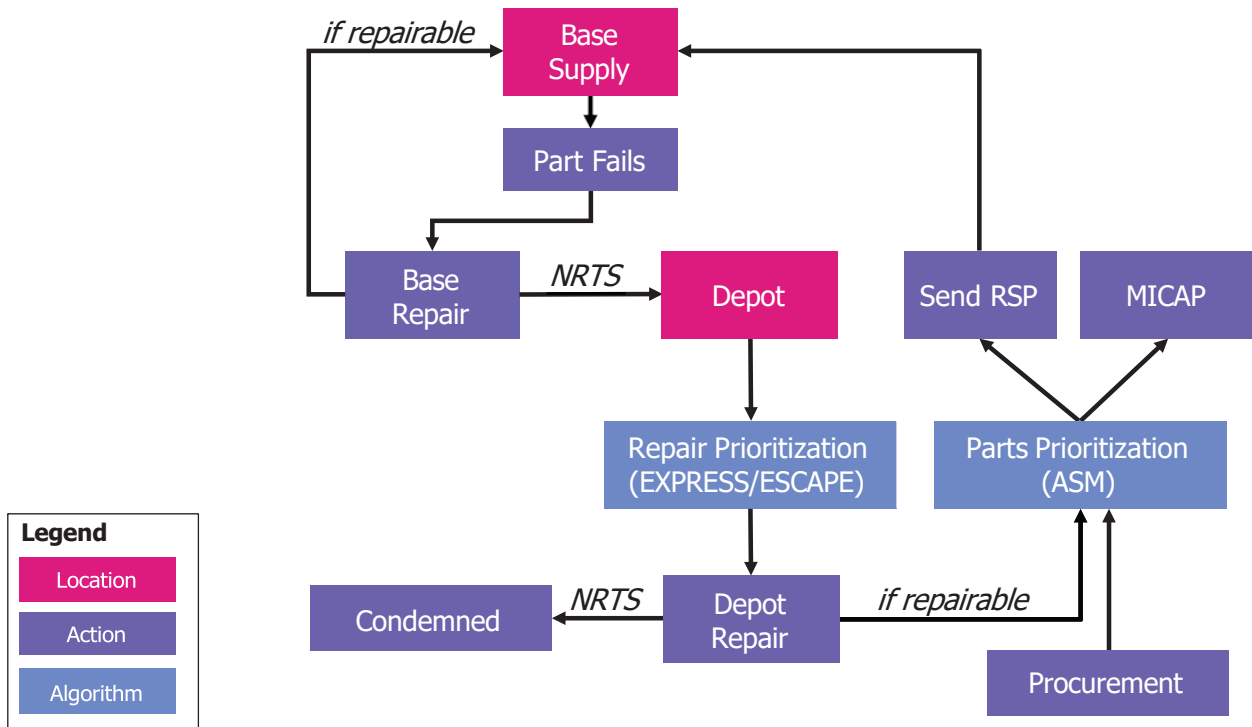 if repairable
Base
Supply
Part Fails
Base
Repair
NRTS
Depot
Send RSP
MICAP
Repair Prioritization
(EXPRESS/ESCAPE)
Parts Prioritization
(ASM)
Legend
Location
Action
Algorithm
Condemned
NRTS
Depot
Repair
if repairable
Procurement